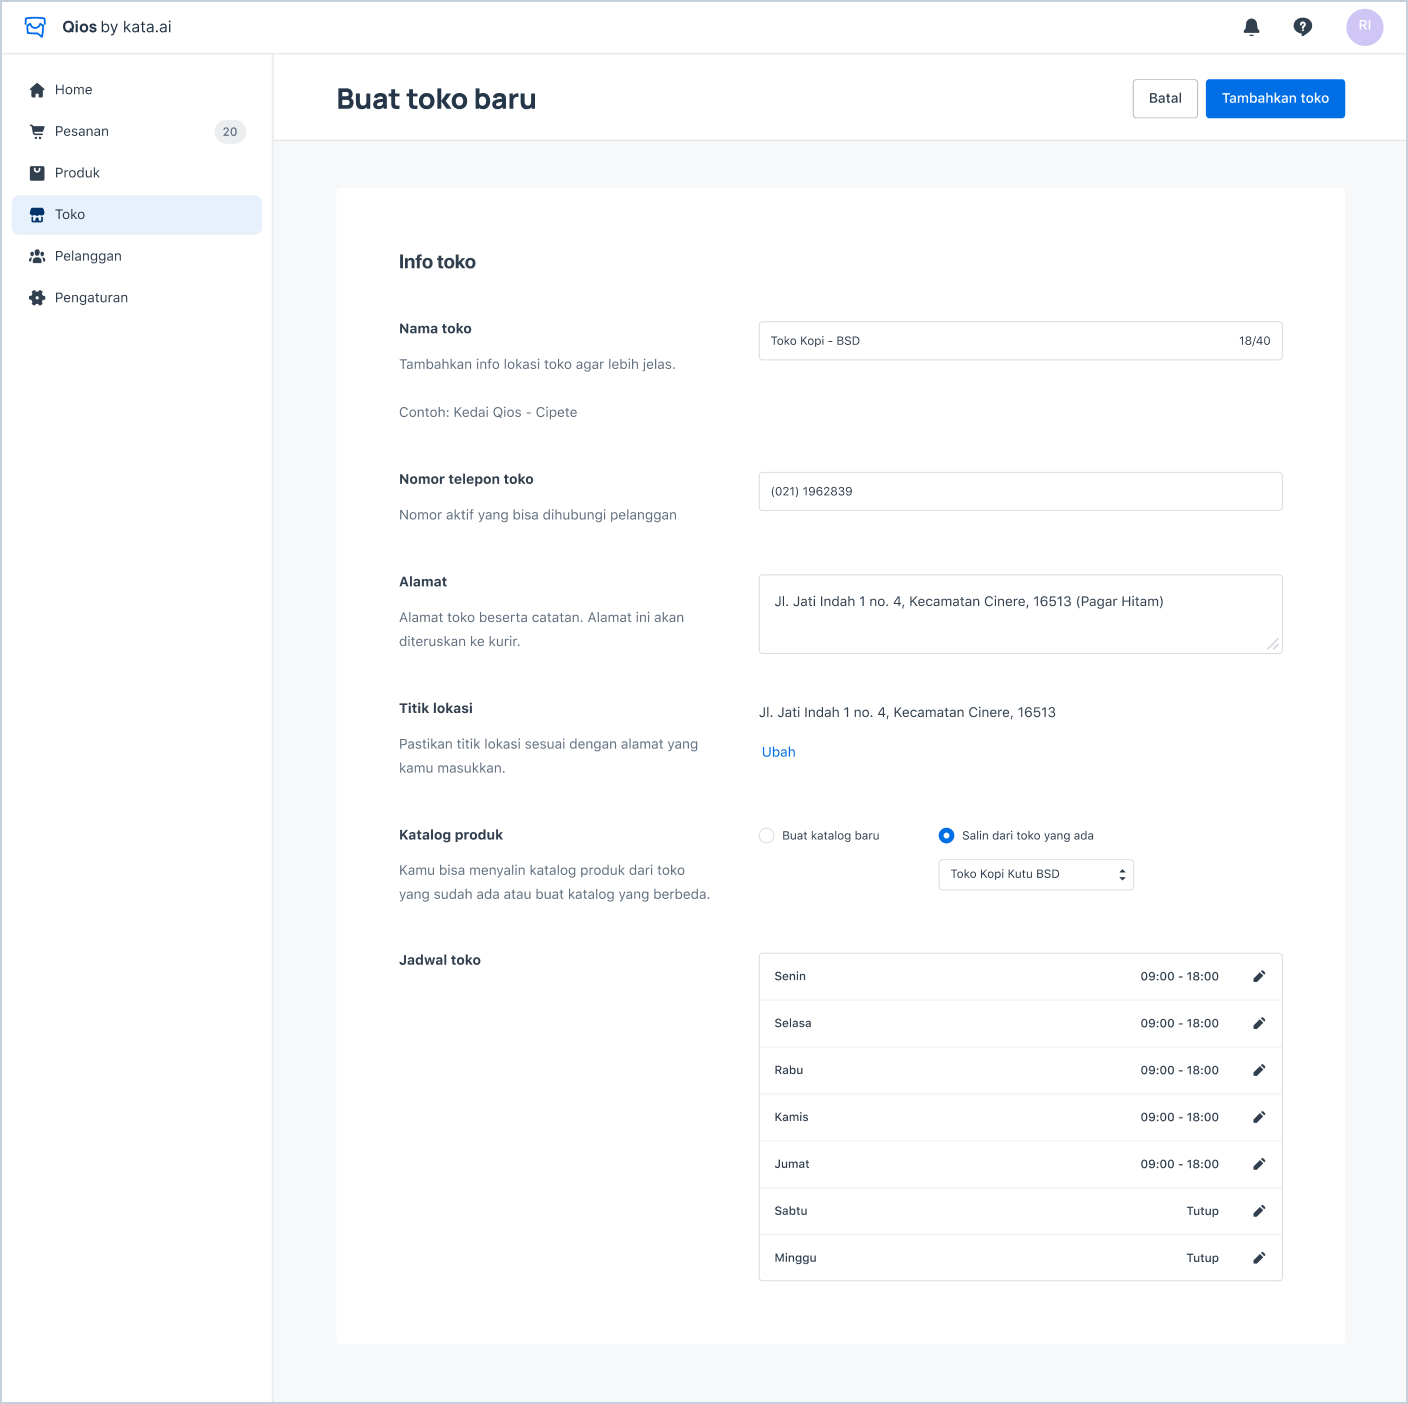 Qios by kata.ai
RI
Home
Pesanan
20
Produk
Toko
Pelanggan
Pengaturan
Buat toko baru
Batal
Tambahkan toko
Info toko
Nama toko
Tambahkan info lokasi toko agar lebih jelas.
Contoh: Kedai Qios - Cipete
Toko Kopi - BSD
18/40
Nomor telepon toko
Nomor aktif yang bisa dihubungi pelanggan
(021) 1962839
Alamat
Alamat toko beserta catatan. Alamat ini akan
diteruskan ke kurir.
Jl. Jati Indah 1 no. 4, Kecamatan Cinere, 16513 (Pagar Hitam)
Titik lokasi
Pastikan titik lokasi sesuai dengan alamat yang
kamu masukkan.
Jl. Jati Indah 1 no. 4, Kecamatan Cinere, 16513
Ubah
Katalog produk
Kamu bisa menyalin katalog produk dari toko
yang sudah ada atau buat katalog yang berbeda.
Buat katalog baru
Salin dari toko yang ada
Toko Kopi Kutu BSD
Jadwal toko
Senin 09:00 - 18:00
Selasa 09:00 - 18:00
Rabu 09:00 - 18:00
Kamis 09:00 - 18:00
Jumat 09:00 - 18:00
Sabtu Tutup
Minggu Tutup